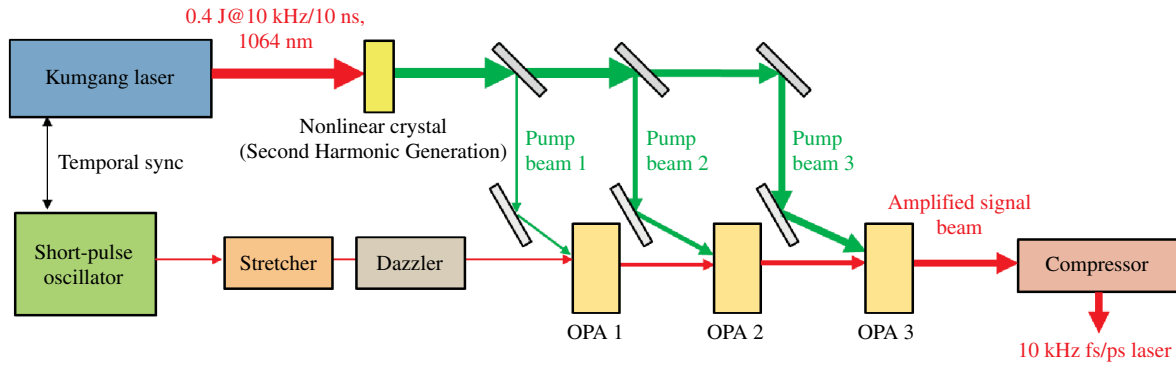 0.4 J@10 kHz/10 ns,
1064 nm
Kumgang laser
Nonlinear crystal
(Second Harmonic Generation)
Pump
beam 1
Pump
beam 2
Pump
beam 3
Temporal sync
Amplified signal
beam
Short-pulse
oscillator
Stretcher
Dazzler
Compressor
OPA 1
OPA 2
OPA 3
10 kHz fs/ps laser